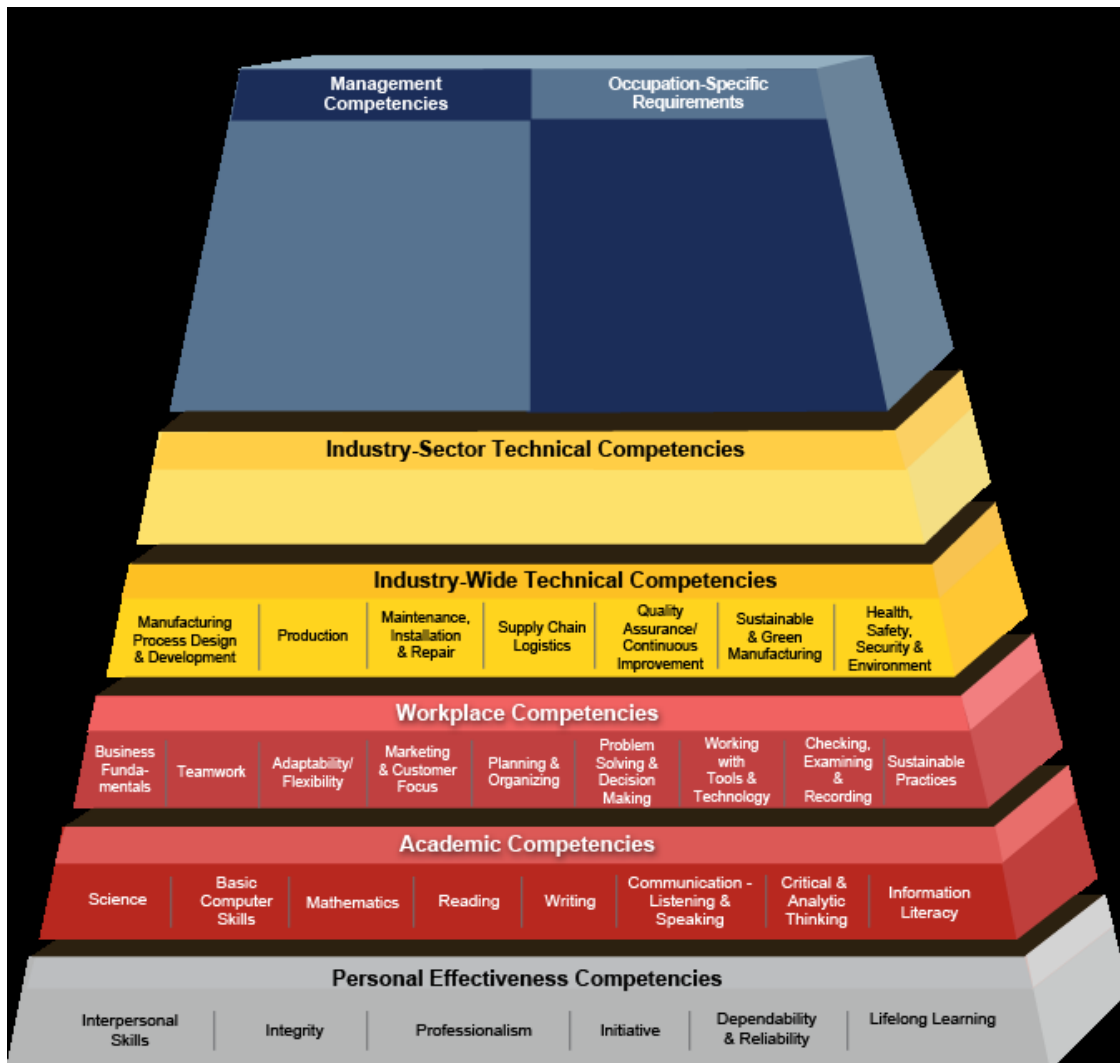 Management
Competencies
Occupation-Specific
Requirements
Industry-Sector Technical Competencies
Industry-Wide Technical Competencies
Manufacturing
Process Design
& Development
Production
Maintenance,
Installation
& Repair
Supply Chain
Logistics
Quality
Assurance/
Continuous
Improvement
Sustainable
& Green
Manufacturing
Health,
Safety,
Security &
Environment
Workplace Competencies
Business
Funda-
mentals
Teamwork
Adaptability/
Flexibility
Marketing
& Customer
Focus
Planning &
Organizing
Problem
Solving &
Decision
Making
Working
with
Tools &
Technology
Checking,
Examining
&
Recording
Sustainable
Practices
Academic Competencies
Science
Basic
Computer
Skills
Mathematics
Reading
Writing
Communication -
Listening &
Speaking
Critical &
Analytic
Thinking
Information
Literacy
Personal Effectiveness Competencies
Interpersonal
Skills
Integrity
Professionalism
Initiative
Dependability
& Reliability
Lifelong Learning